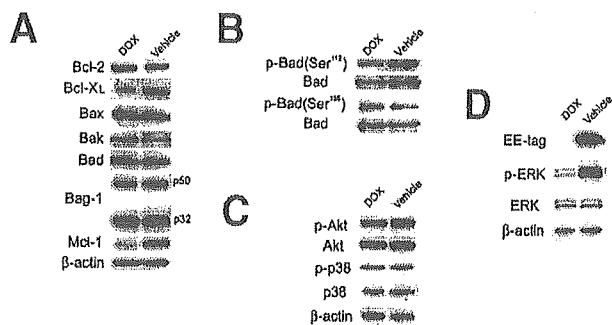 A
DOX Vehicle
Bcl-2
Bcl-XL
Bax
Bak
Bad
p50
Bag-1
p32
Mcl-1
β-actin
B
DOX Vehicle
p-Bad(Ser¹¹²)
Bad
p-Bad(Ser¹³⁶)
Bad
C
DOX Vehicle
p-Akt
Akt
p-p38
p38
β-actin
D
DOX Vehicle
EE-tag
p-ERK
ERK
β-actin